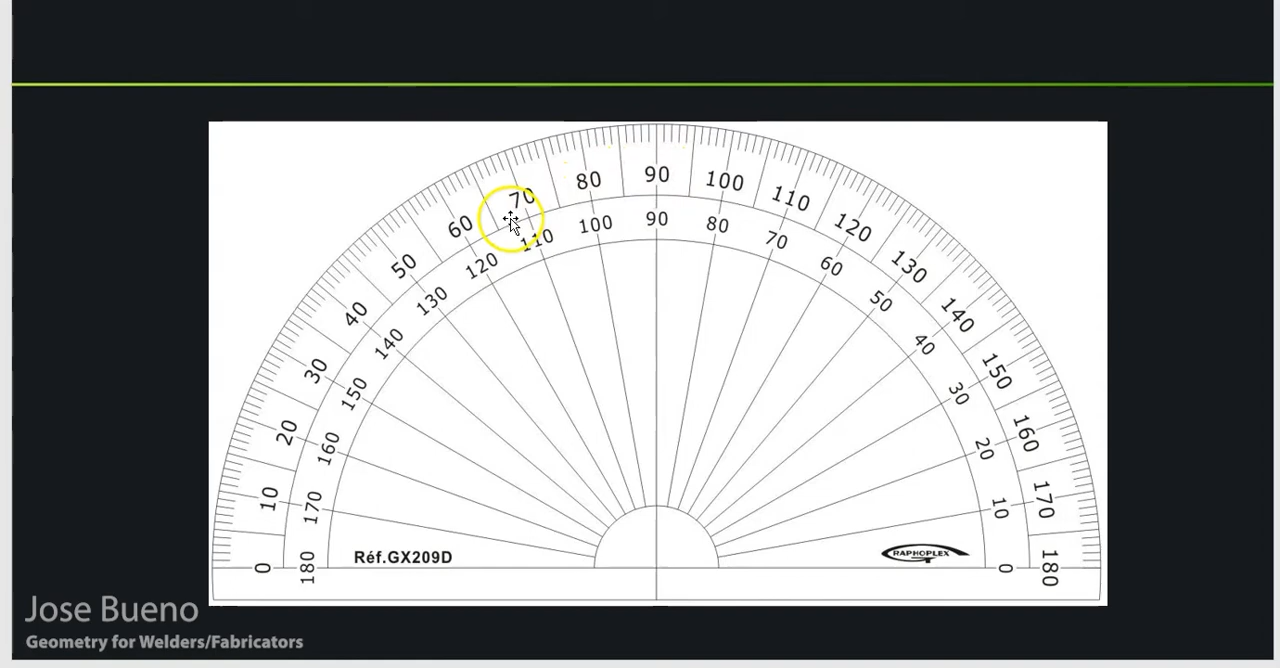 0 10 20 30 40 50 60 70 80 90 100 110 120 130 140 150 160 170 180
180 170 160 150 140 130 120 110 100 90 80 70 60 50 40 30 20 10 0
Réf.GX209D
RAPHOPLEX
Jose Bueno
Geometry for Welders/Fabricators